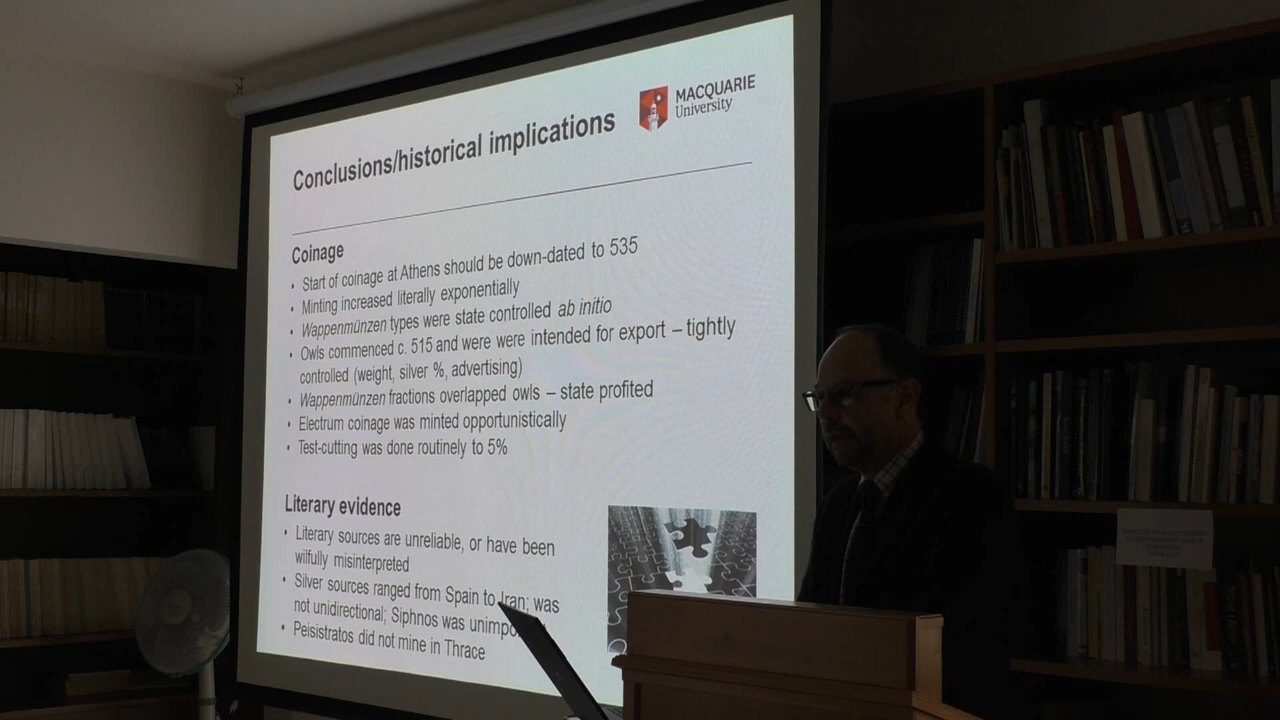 MACQUARIE
University
Conclusions/historical implications
Coinage
• Start of coinage at Athens should be down-dated to 535
• Minting increased literally exponentially
• Wappenmünzen types were state controlled ab initio
• Owls commenced c. 515 and were were intended for export – tightly
controlled (weight, silver %, advertising)
• Wappenmünzen fractions overlapped owls – state profited
• Electrum coinage was minted opportunistically
• Test-cutting was done routinely to 5%
Literary evidence
• Literary sources are unreliable, or have been
wilfully misinterpreted
• Silver sources ranged from Spain to Iran; was
not unidirectional; Siphnos was unimpo
• Peisistratos did not mine in Thrace